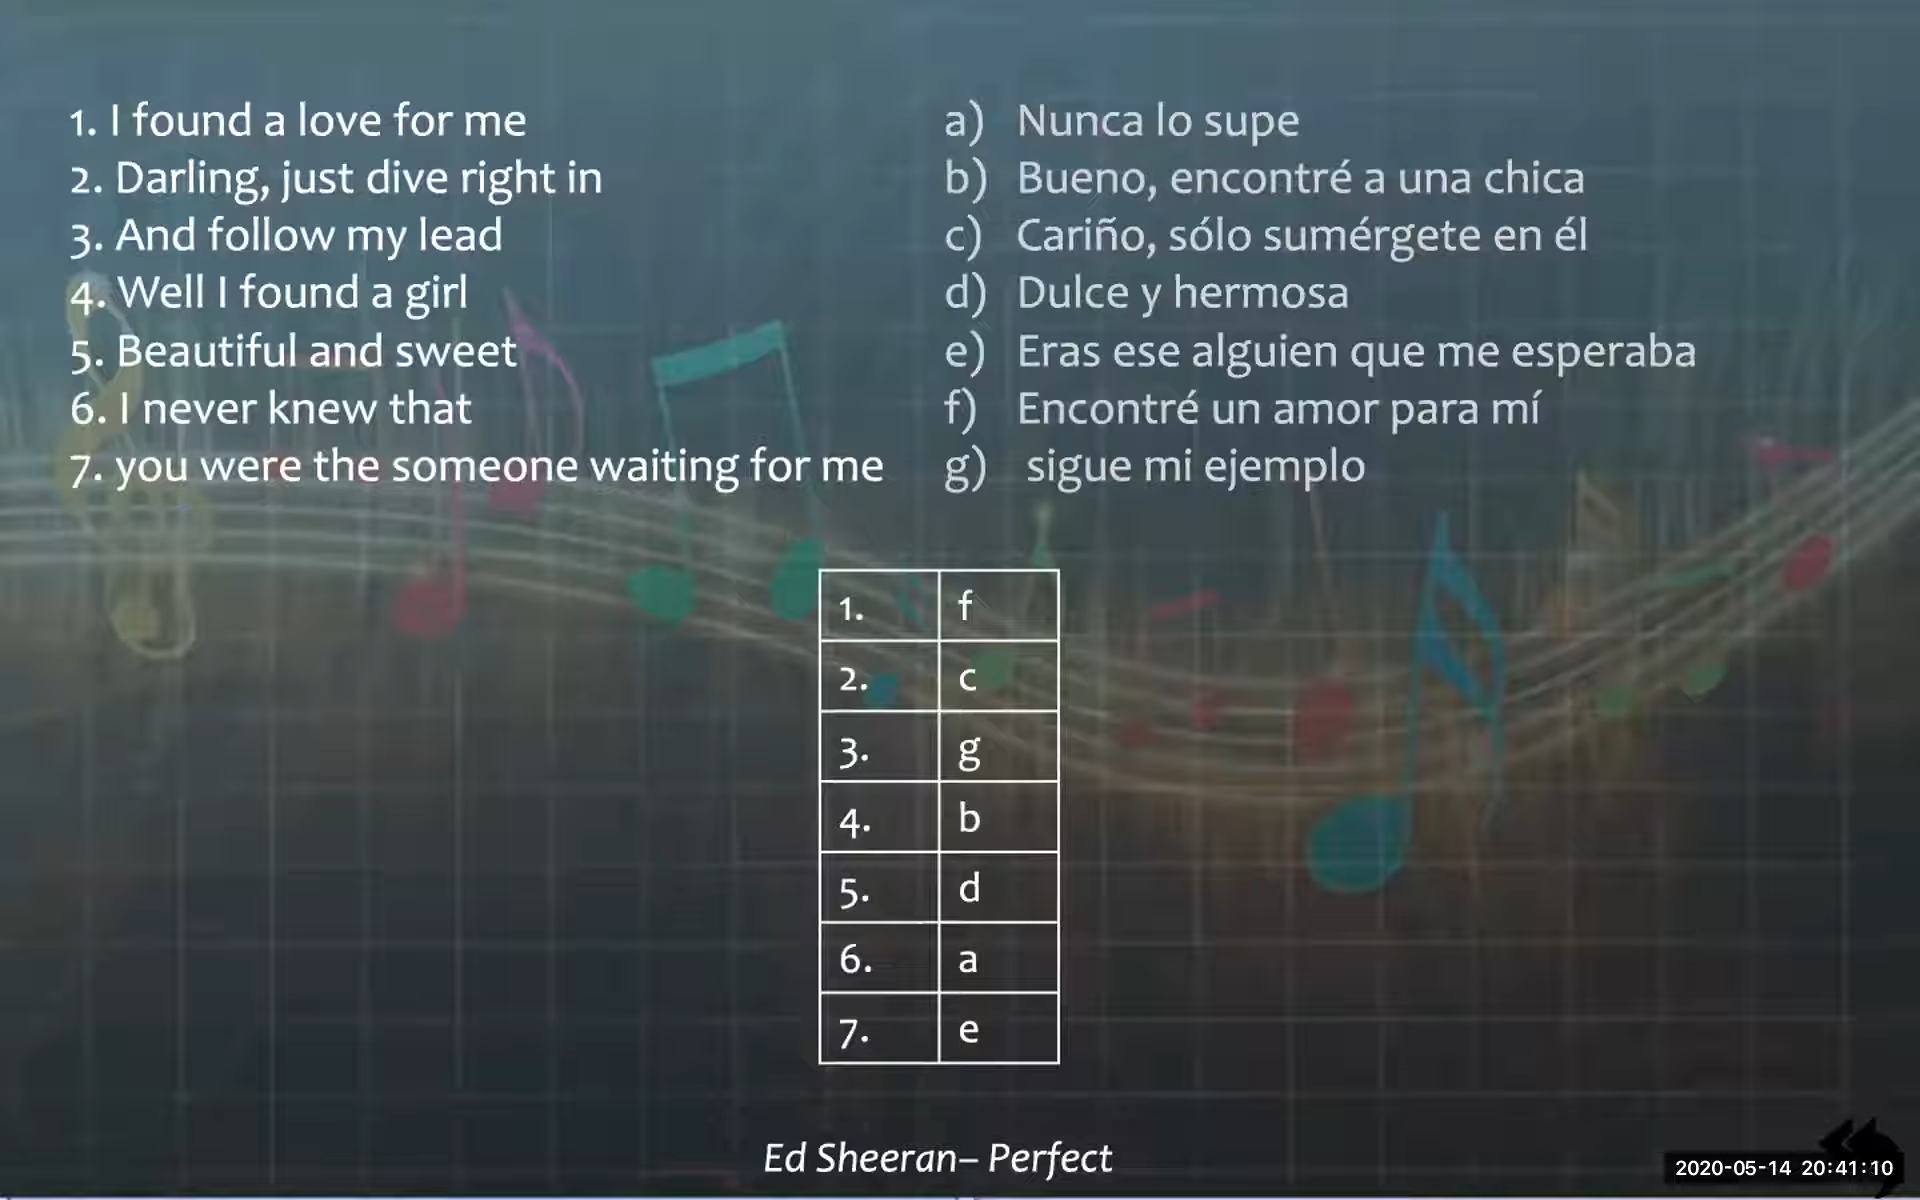 1. I found a love for me
2. Darling, just dive right in
3. And follow my lead
4. Well I found a girl
5. Beautiful and sweet
6. I never knew that
7. you were the someone waiting for me
a) Nunca lo supe
b) Bueno, encontré a una chica
c) Cariño, sólo sumérgete en él
d) Dulce y hermosa
e) Eras ese alguien que me esperaba
f) Encontré un amor para mí
g) sigue mi ejemplo
1. f
2. c
3. g
4. b
5. d
6. a
7. e
Ed Sheeran– Perfect
2020-05-14 20:41:10